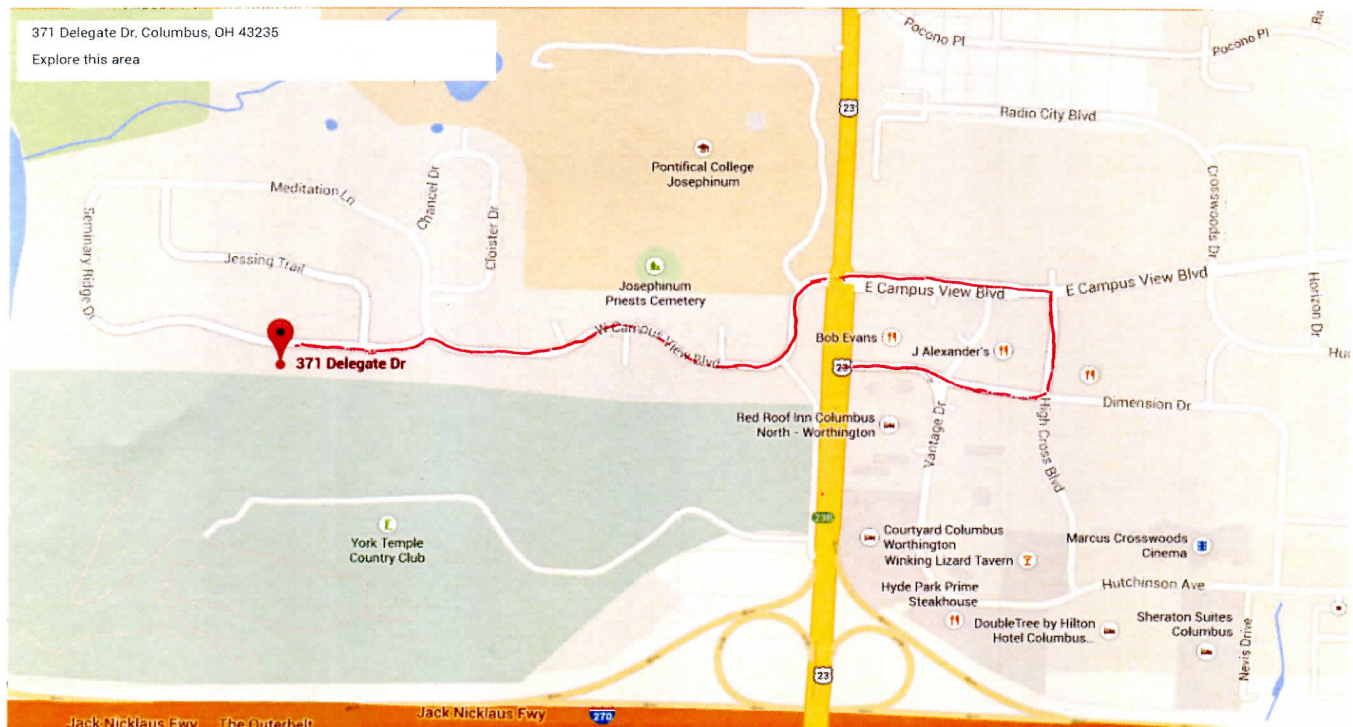 371 Delegate Dr, Columbus, OH 43235
Explore this area
Pocono Pl
Pocono Pl
23
Radio City Blvd
Pontifical College
Josephinum
Crosswoods Dr
Meditation Ln
Chancel Dr
Cloister Dr
Seminary Ridge Dr
Jessing Trail
Josephinum
Priests Cemetery
E Campus View Blvd
E Campus View Blvd
Horizon Dr
W Campus View Blvd
Bob Evans
J Alexander's
371 Delegate Dr
23
Dimension Dr
Red Roof Inn Columbus
North - Worthington
Vantage Dr
High Cross Blvd
23B
York Temple
Country Club
Courtyard Columbus
Worthington
Winking Lizard Tavern
Marcus Crosswoods
Cinema
Hyde Park Prime
Steakhouse
Hutchinson Ave
DoubleTree by Hilton
Hotel Columbus...
Sheraton Suites
Columbus
Nevis Drive
23
Jack Nicklaus Fwy
The Outerbelt
Jack Nicklaus Fwy
270